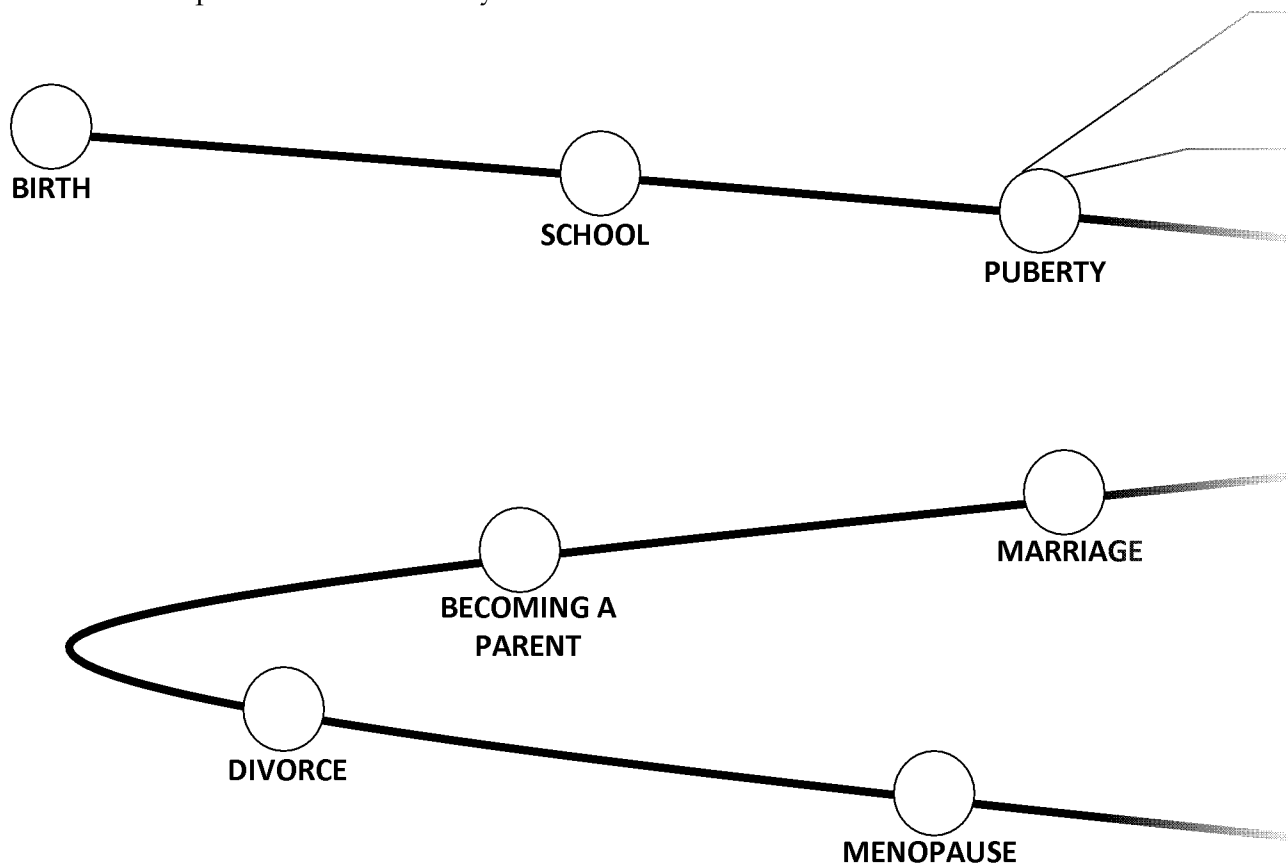 BIRTH
SCHOOL
PUBERTY
MARRIAGE
BECOMING A
PARENT
DIVORCE
MENOPAUSE